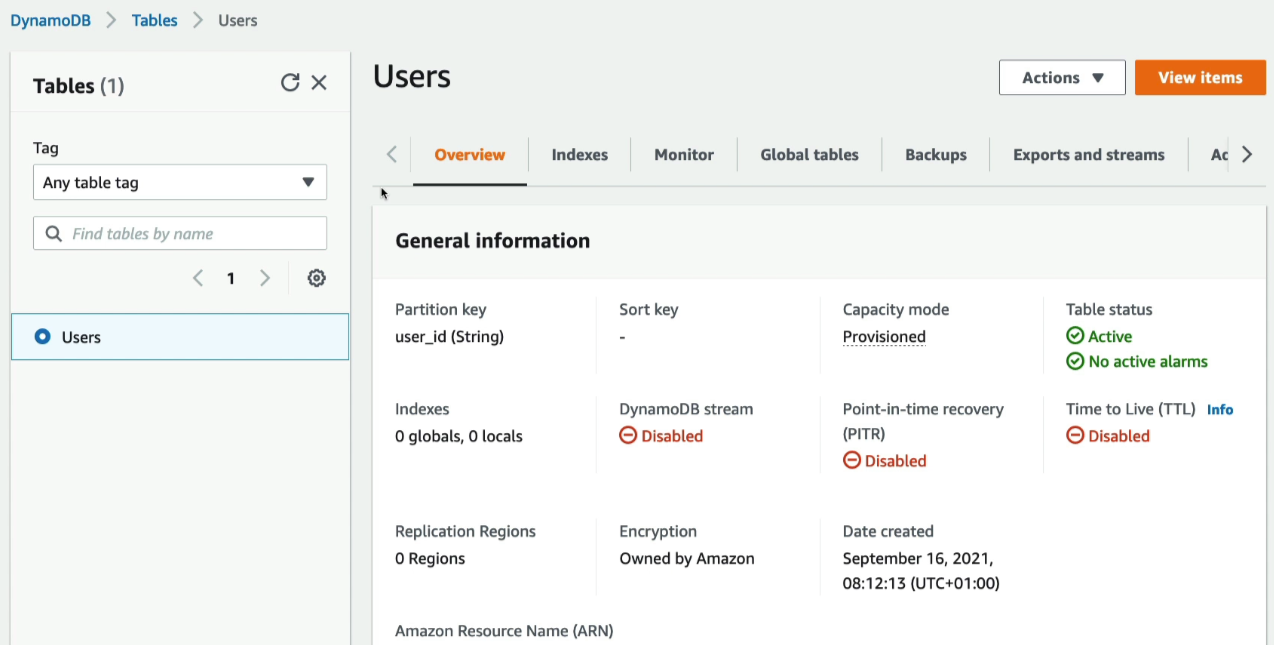 DynamoDB > Tables > Users
Tables (1)
Tag
Any table tag
Find tables by name
1
Users
Users
Actions
View items
Overview
Indexes
Monitor
Global tables
Backups
Exports and streams
General information
Partition key
user_id (String)
Sort key
-
Capacity mode
Provisioned
Table status
Active
No active alarms
Indexes
0 globals, 0 locals
DynamoDB stream
Disabled
Point-in-time recovery
(PITR)
Disabled
Time to Live (TTL) Info
Disabled
Replication Regions
0 Regions
Encryption
Owned by Amazon
Date created
September 16, 2021,
08:12:13 (UTC+01:00)
Amazon Resource Name (ARN)